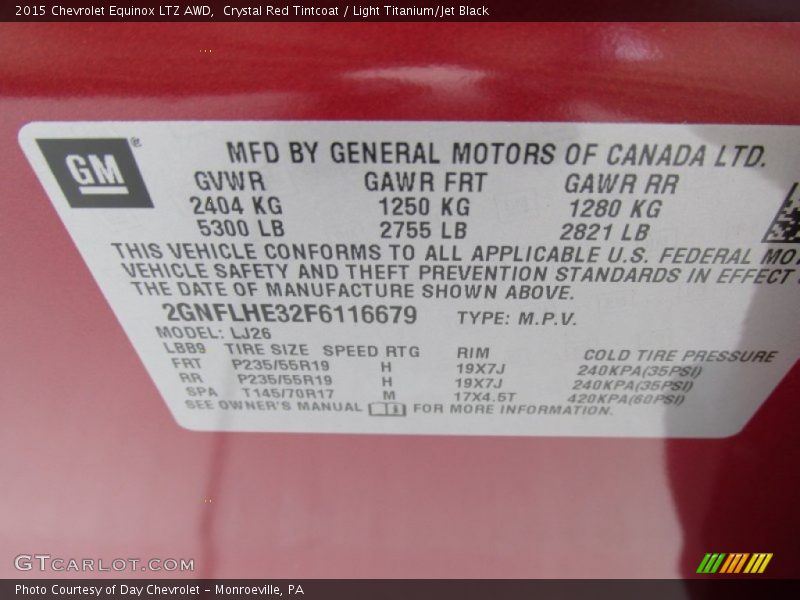 2015 Chevrolet Equinox LTZ AWD,  Crystal Red Tintcoat / Light Titanium/Jet Black
GM®
MFD BY GENERAL MOTORS OF CANADA LTD.
GVWR GAWR FRT GAWR RR
2404 KG 1250 KG 1280 KG
5300 LB 2755 LB 2821 LB
THIS VEHICLE CONFORMS TO ALL APPLICABLE U.S. FEDERAL MO
VEHICLE SAFETY AND THEFT PREVENTION STANDARDS IN EFFECT
THE DATE OF MANUFACTURE SHOWN ABOVE.
2GNFLHE32F6116679 TYPE: M.P.V.
MODEL: LJ26
LBB9 TIRE SIZE SPEED RTG RIM COLD TIRE PRESSURE
FRT P235/55R19 H 19X7J 240KPA(35PSI)
RR P235/55R19 H 19X7J 240KPA(35PSI)
SPA T145/70R17 M 17X4.5T 420KPA(60PSI)
SEE OWNER'S MANUAL FOR MORE INFORMATION.
GTCARLOT.COM
Photo Courtesy of Day Chevrolet - Monroeville, PA